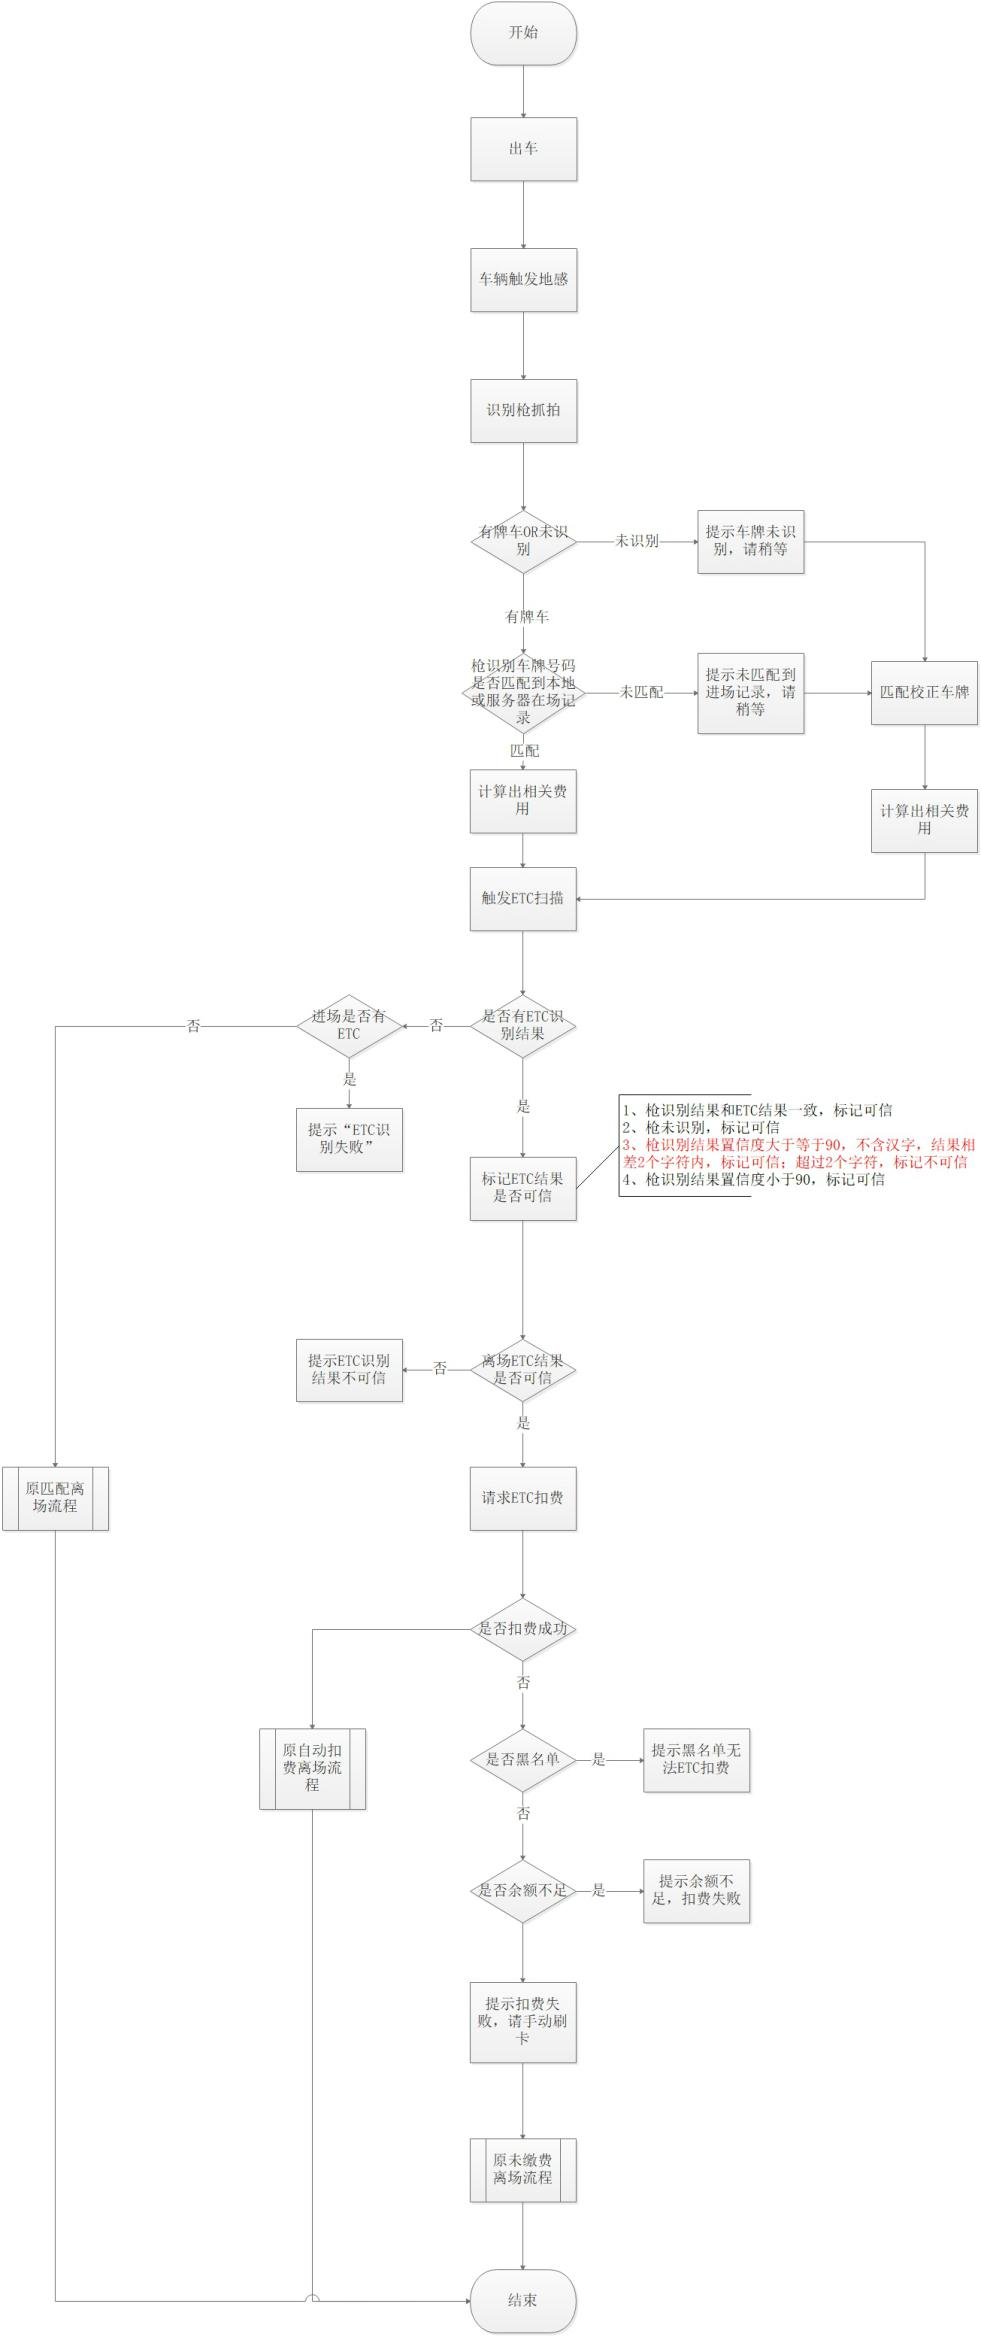 开始
出车
车辆触发地感
识别枪抓拍
有牌车OR未识
别
未识别
提示车牌未识
别，请稍等
有牌车
枪识别车牌号码
是否匹配到本地
或服务器在场记
录
未匹配
提示未匹配到
进场记录，请
稍等
匹配校正车牌
匹配
计算出相关费
用
计算出相关费
用
触发ETC扫描
是否有ETC识
别结果
否
进场是否有
ETC
否
是
提示“ETC识
别失败”
是
标记ETC结果
是否可信
1、枪识别结果和ETC结果一致，标记可信
2、枪未识别，标记可信
3、枪识别结果置信度大于等于90，不含汉字，结果相
差2个字符内，标记可信；超过2个字符，标记不可信
4、枪识别结果置信度小于90，标记可信
离场ETC结果
是否可信
否
提示ETC识别
结果不可信
是
请求ETC扣费
原匹配离
场流程
是否扣费成功
否
原自动扣
费离场流
程
是否黑名单
是
提示黑名单无
法ETC扣费
否
是否余额不足
是
提示余额不
足，扣费失败
提示扣费失
败，请手动刷
卡
原未缴费
离场流程
结束